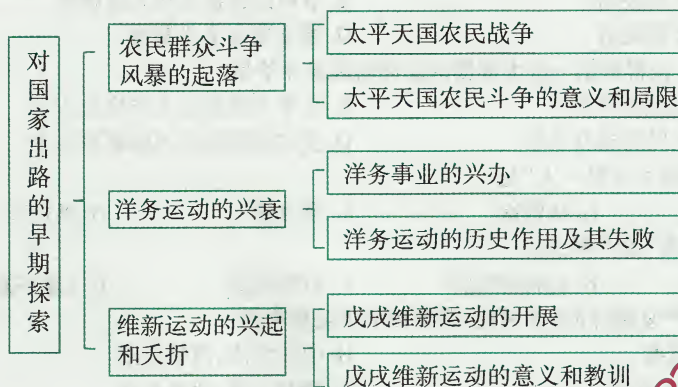 对国家出路的早期探索
农民群众斗争
风暴的起落
太平天国农民战争
太平天国农民斗争的意义和局限
洋务运动的兴衰
洋务事业的兴办
洋务运动的历史作用及其失败
维新运动的兴起
和夭折
戊戌维新运动的开展
戊戌维新运动的意义和教训